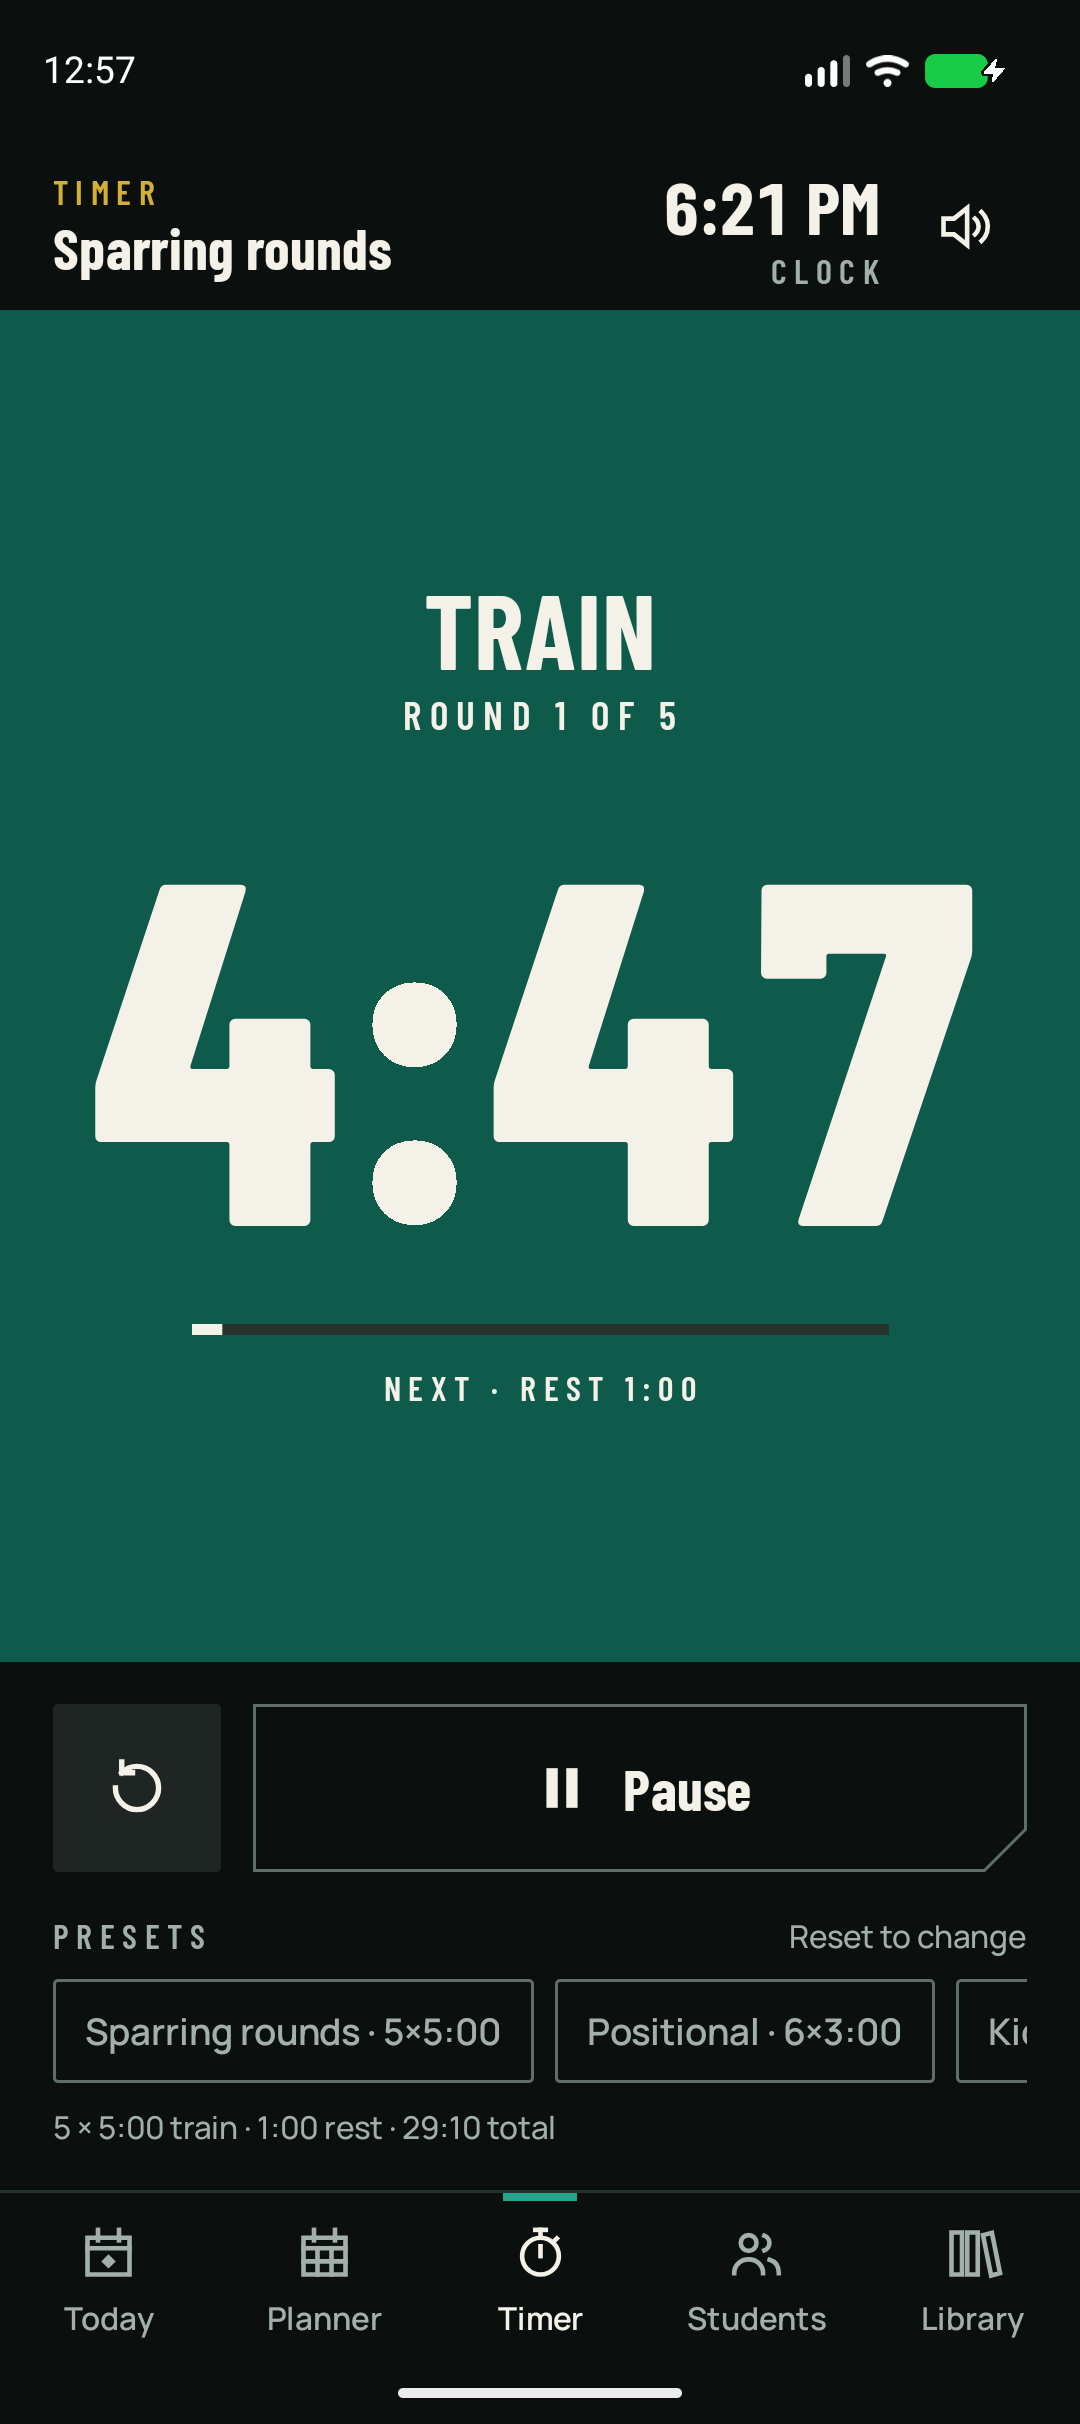 12:57
TIMER
Sparring rounds
6:21 PM
CLOCK
TRAIN
ROUND 1 OF 5
4:47
NEXT · REST 1:00
Pause
PRESETS
Reset to change
Sparring rounds · 5×5:00
Positional · 6×3:00
5 × 5:00 train · 1:00 rest · 29:10 total
Today
Planner
Timer
Students
Library